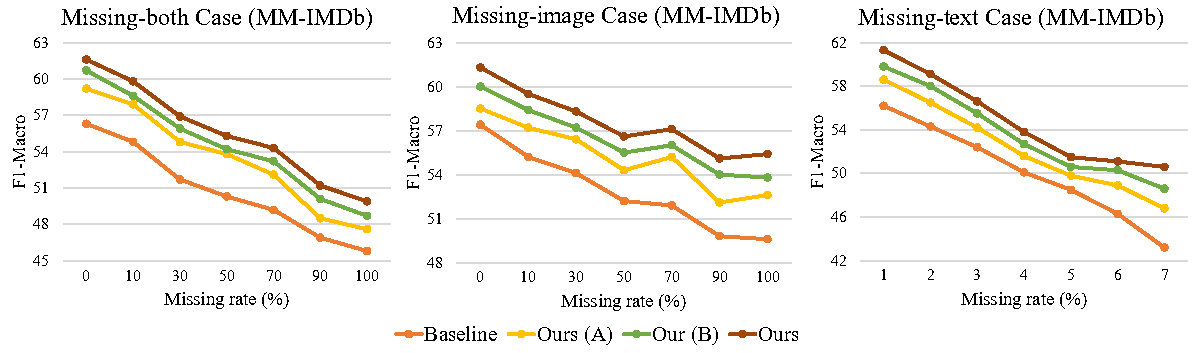 Missing-both Case (MM-IMDb)
63
60
57
54
51
48
45
F1-Macro
0 10 30 50 70 90 100
Missing rate (%)
Missing-image Case (MM-IMDb)
63
60
57
54
51
48
F1-Macro
0 10 30 50 70 90 100
Missing rate (%)
Missing-text Case (MM-IMDb)
62
58
54
50
46
42
F1-Macro
1 2 3 4 5 6 7
Missing rate (%)
Baseline Ours (A) Our (B) Ours